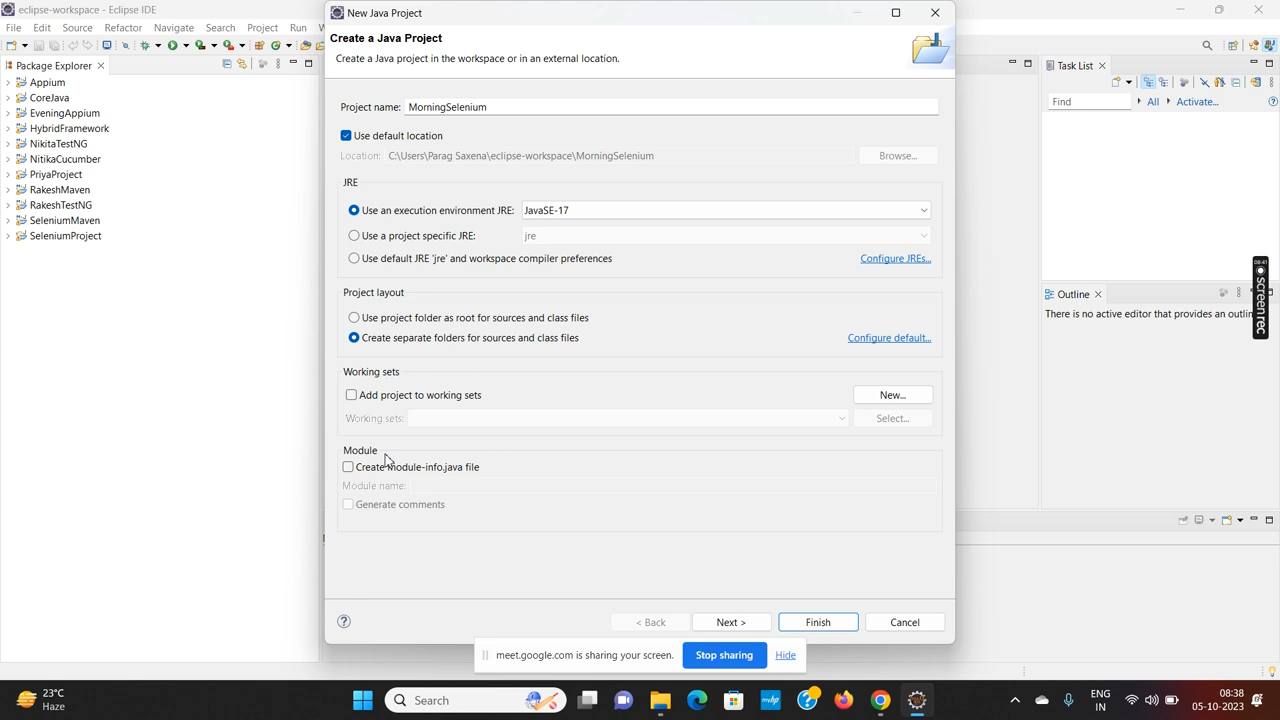 eclipse-workspace - Eclipse IDE
File Edit Source Refactor Navigate Search Project Run
Package Explorer
Appium
CoreJava
EveningAppium
HybridFramework
NikitaTestNG
NitikaCucumber
PriyaProject
RakeshMaven
RakeshTestNG
SeleniumMaven
SeleniumProject
New Java Project
Create a Java Project
Create a Java project in the workspace or in an external location.
Project name: MorningSelenium
Use default location
Location: C:\Users\Parag Saxena\eclipse-workspace\MorningSelenium Browse...
JRE
Use an execution environment JRE: JavaSE-17
Use a project specific JRE: jre
Use default JRE 'jre' and workspace compiler preferences Configure JREs...
Project layout
Use project folder as root for sources and class files
Create separate folders for sources and class files Configure default...
Working sets
Add project to working sets New...
Working sets: Select...
Module
Create module-info.java file
Module name:
Generate comments
< Back Next > Finish Cancel
Task List
Find All Activate...
Outline
There is no active editor that provides an outlin
08:41
screenrec
meet.google.com is sharing your screen. Stop sharing Hide
23°C
Haze
Search
ENG
IN
08:38
05-10-2023